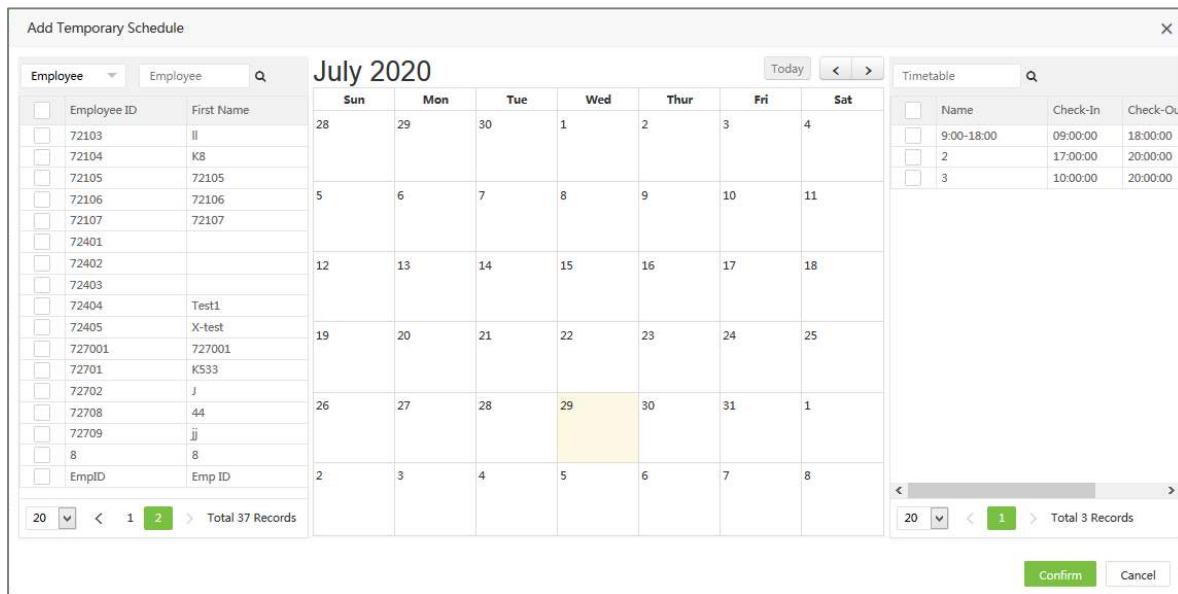 Add Temporary Schedule
Employee Employee
Employee ID First Name
72103 ll
72104 K8
72105 72105
72106 72106
72107 72107
72401
72402
72403
72404 Test1
72405 X-test
727001 727001
72701 K533
72702 J
72708 44
72709 jj
8 8
EmpID Emp ID
20 < 1 2 > Total 37 Records
July 2020 Today < >
Sun Mon Tue Wed Thur Fri Sat
28 29 30 1 2 3 4
5 6 7 8 9 10 11
12 13 14 15 16 17 18
19 20 21 22 23 24 25
26 27 28 29 30 31 1
2 3 4 5 6 7 8
Timetable
Name Check-In Check-Ou
9:00-18:00 09:00:00 18:00:00
2 17:00:00 20:00:00
3 10:00:00 20:00:00
20 < 1 > Total 3 Records
Confirm Cancel